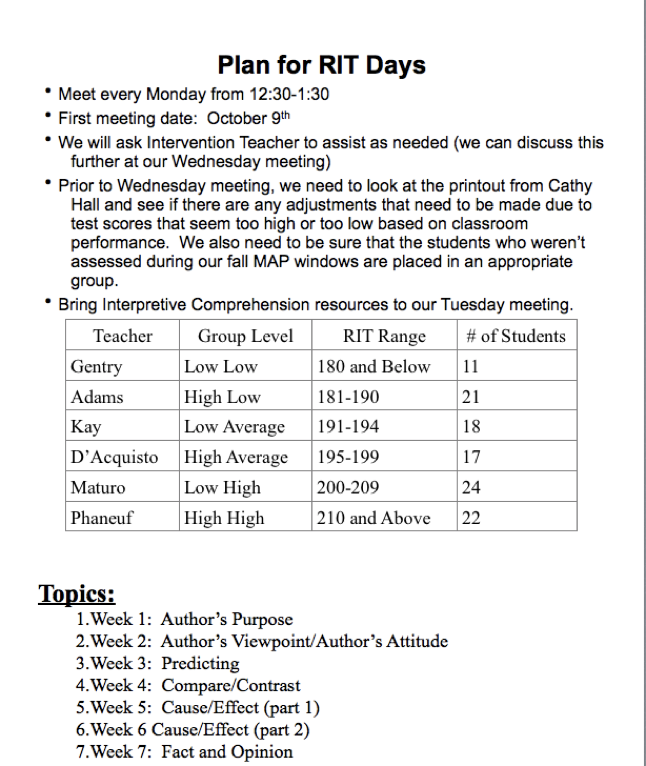 Plan for RIT Days
• Meet every Monday from 12:30-1:30
• First meeting date: October 9th
• We will ask Intervention Teacher to assist as needed (we can discuss this
further at our Wednesday meeting)
• Prior to Wednesday meeting, we need to look at the printout from Cathy
Hall and see if there are any adjustments that need to be made due to
test scores that seem too high or too low based on classroom
performance. We also need to be sure that the students who weren't
assessed during our fall MAP windows are placed in an appropriate
group.
• Bring Interpretive Comprehension resources to our Tuesday meeting.
Teacher Group Level RIT Range # of Students
Gentry Low Low 180 and Below 11
Adams High Low 181-190 21
Kay Low Average 191-194 18
D'Acquisto High Average 195-199 17
Maturo Low High 200-209 24
Phaneuf High High 210 and Above 22
Topics:
1.Week 1: Author's Purpose
2.Week 2: Author's Viewpoint/Author's Attitude
3.Week 3: Predicting
4.Week 4: Compare/Contrast
5.Week 5: Cause/Effect (part 1)
6.Week 6 Cause/Effect (part 2)
7.Week 7: Fact and Opinion